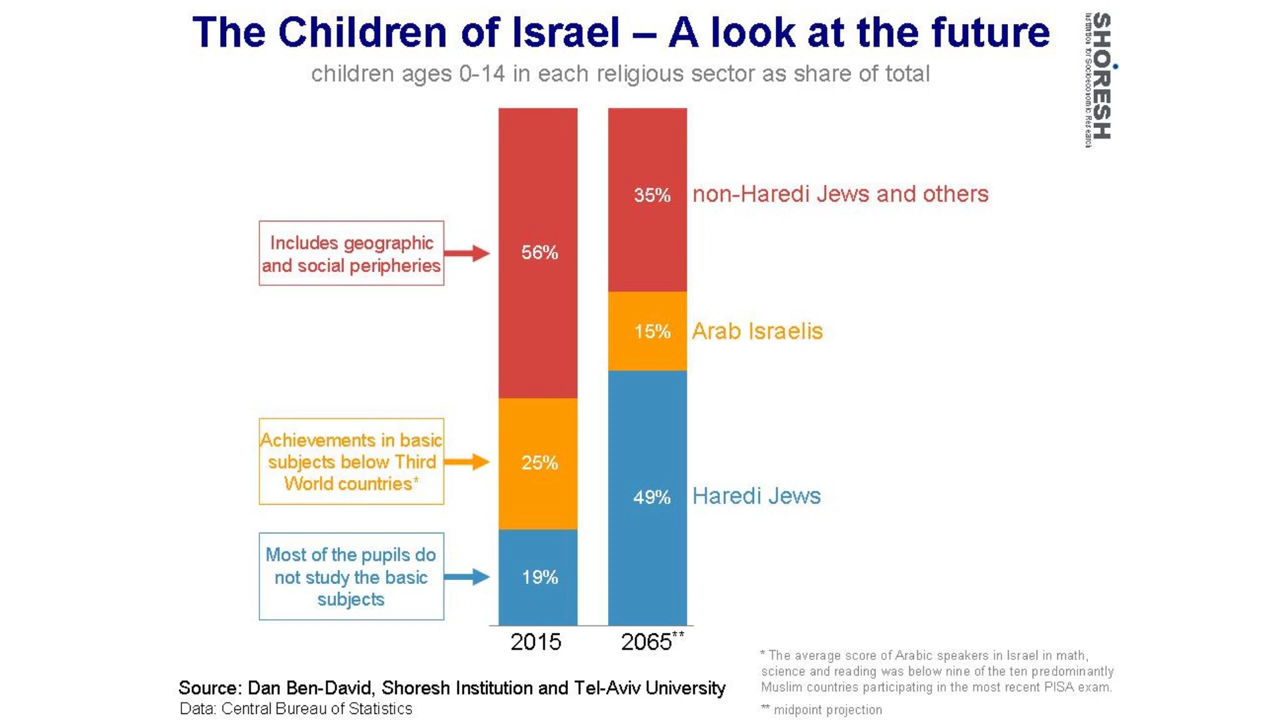 The Children of Israel – A look at the future
children ages 0-14 in each religious sector as share of total
SHORESH
Institution for Socioeconomic Research
35%
non-Haredi Jews and others
Includes geographic
and social peripheries
56%
15%
Arab Israelis
Achievements in basic
subjects below Third
World countries*
25%
49%
Haredi Jews
Most of the pupils do
not study the basic
subjects
19%
2015
2065**
* The average score of Arabic speakers in Israel in math,
science and reading was below nine of the ten predominantly
Muslim countries participating in the most recent PISA exam.
** midpoint projection
Source: Dan Ben-David, Shoresh Institution and Tel-Aviv University
Data: Central Bureau of Statistics